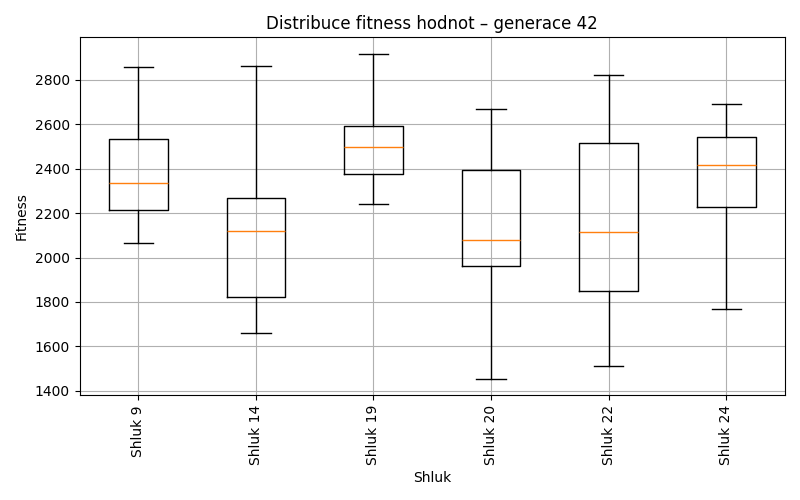 Distribuce fitness hodnot – generace 42
Fitness
2800
2600
2400
2200
2000
1800
1600
1400
Shluk 9
Shluk 14
Shluk 19
Shluk 20
Shluk 22
Shluk 24
Shluk